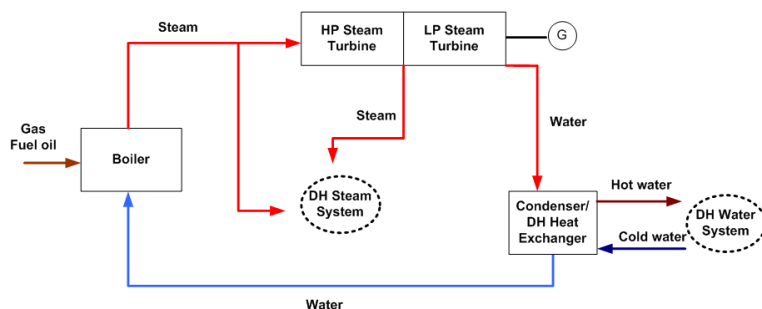 Steam
HP Steam
Turbine
LP Steam
Turbine
G
Gas
Fuel oil
Boiler
Steam
Water
DH Steam
System
Condenser/
DH Heat
Exchanger
Hot water
Cold water
DH Water
System
Water